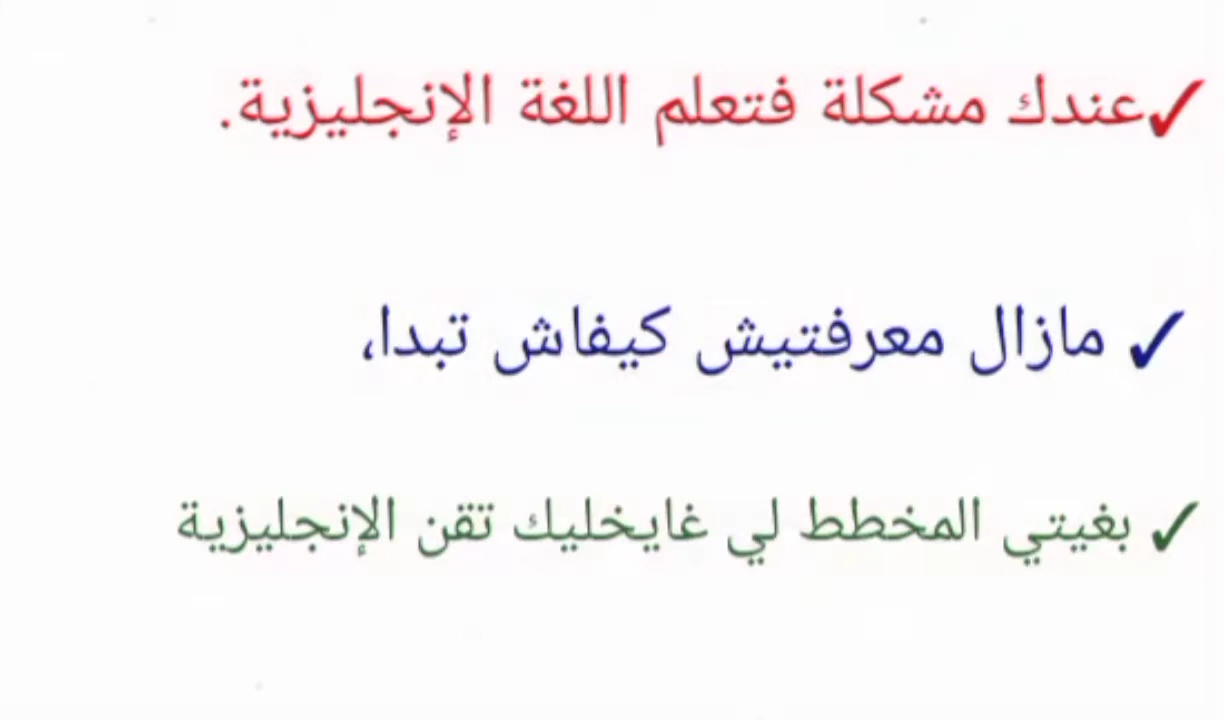 ✓عندك مشكلة فتعلم اللغة الإنجليزية.
✓ مازال معرفتيش كيفاش تبدا،
✓ بغيتي المخطط لي غايخليك تقن الإنجليزية